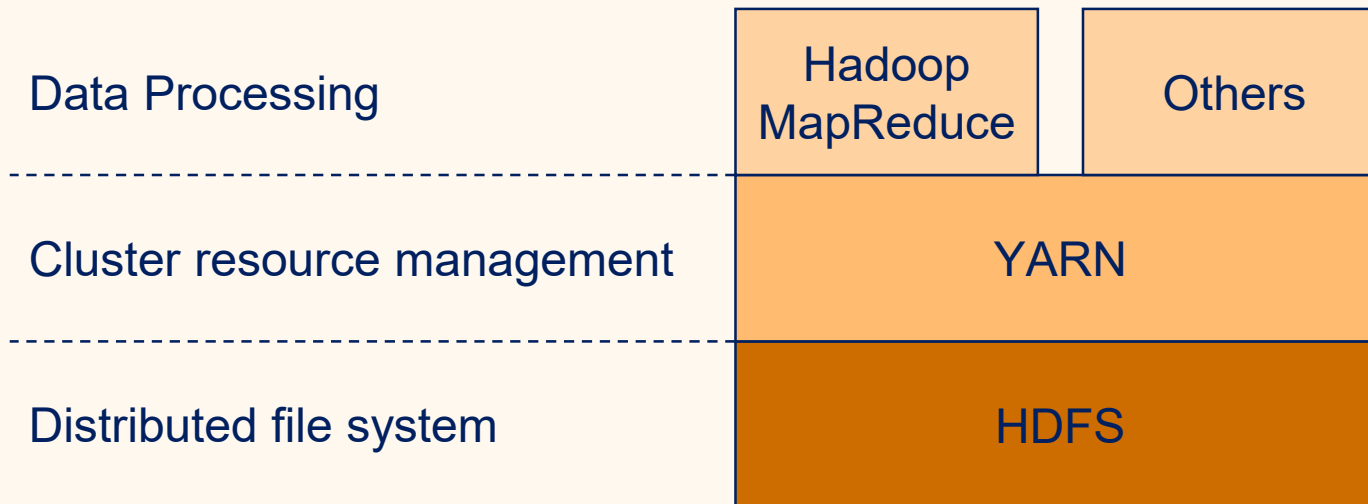 Data Processing
Hadoop
MapReduce
Others
Cluster resource management
YARN
Distributed file system
HDFS